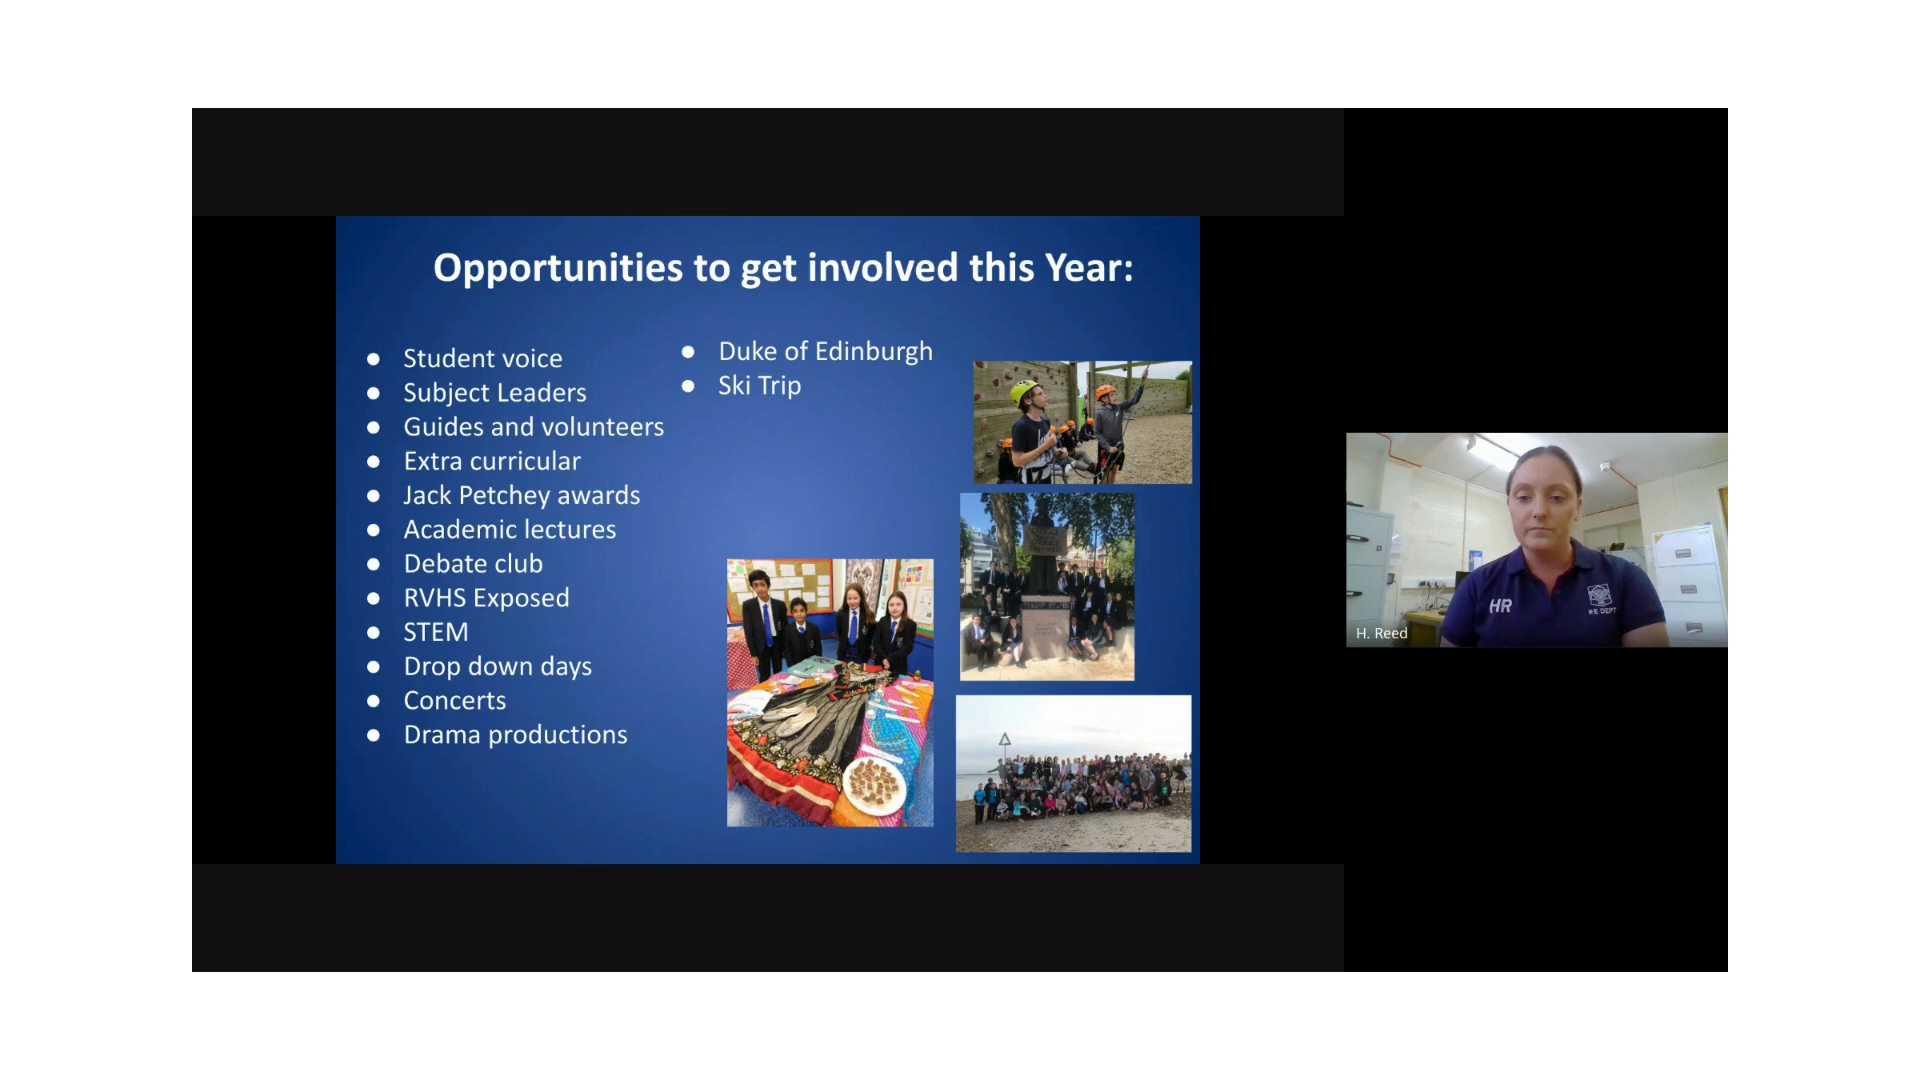 Opportunities to get involved this Year:
Student voice
Subject Leaders
Guides and volunteers
Extra curricular
Jack Petchey awards
Academic lectures
Debate club
RVHS Exposed
STEM
Drop down days
Concerts
Drama productions
Duke of Edinburgh
Ski Trip
HR
P.E DEPT
H. Reed